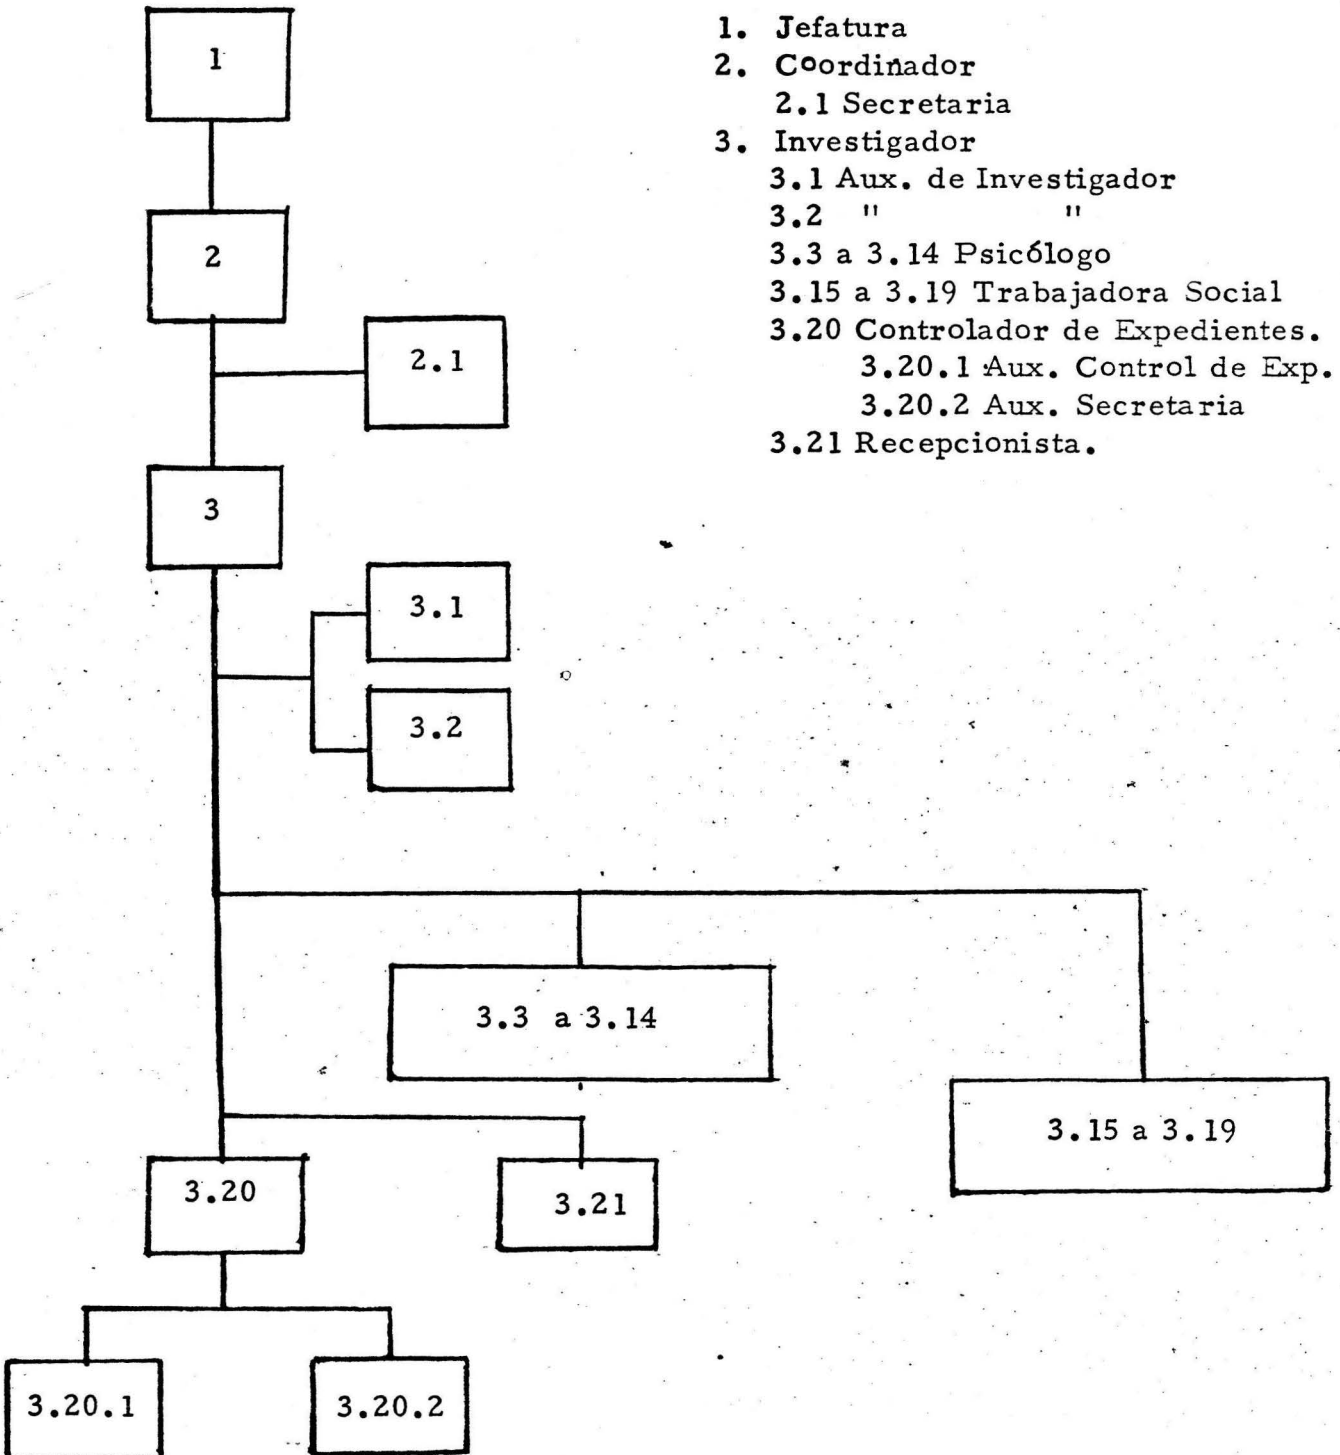 1. Jefatura
2. Coordinador
2.1 Secretaria
3. Investigador
3.1 Aux. de Investigador
3.2 " "
3.3 a 3.14 Psicólogo
3.15 a 3.19 Trabajadora Social
3.20 Controlador de Expedientes.
3.20.1 Aux. Control de Exp.
3.20.2 Aux. Secretaria
3.21 Recepcionista.
1
2
2.1
3
3.1
3.2
3.3 a 3.14
3.15 a 3.19
3.20
3.21
3.20.1
3.20.2